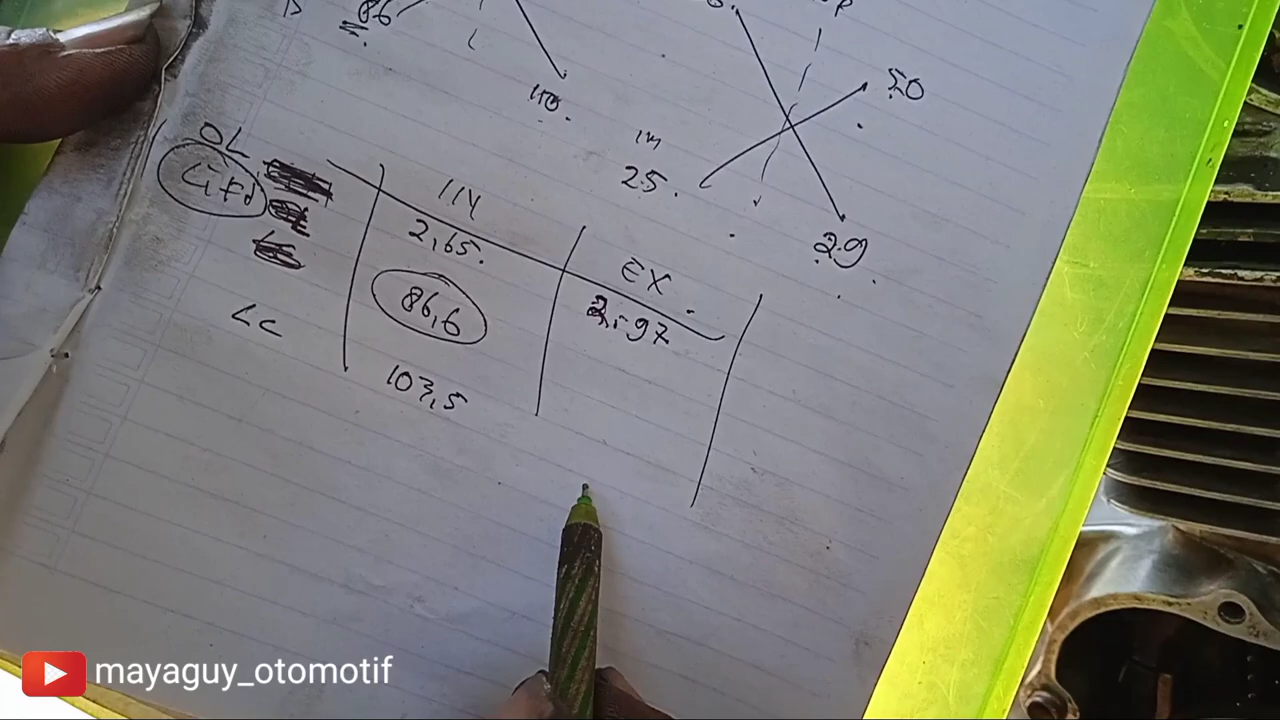 86
110.
50
IN
25.
29
OL
Lift
IN
EX
2,65.
2,97
86,6
LC
103,5
mayaguy_otomotif